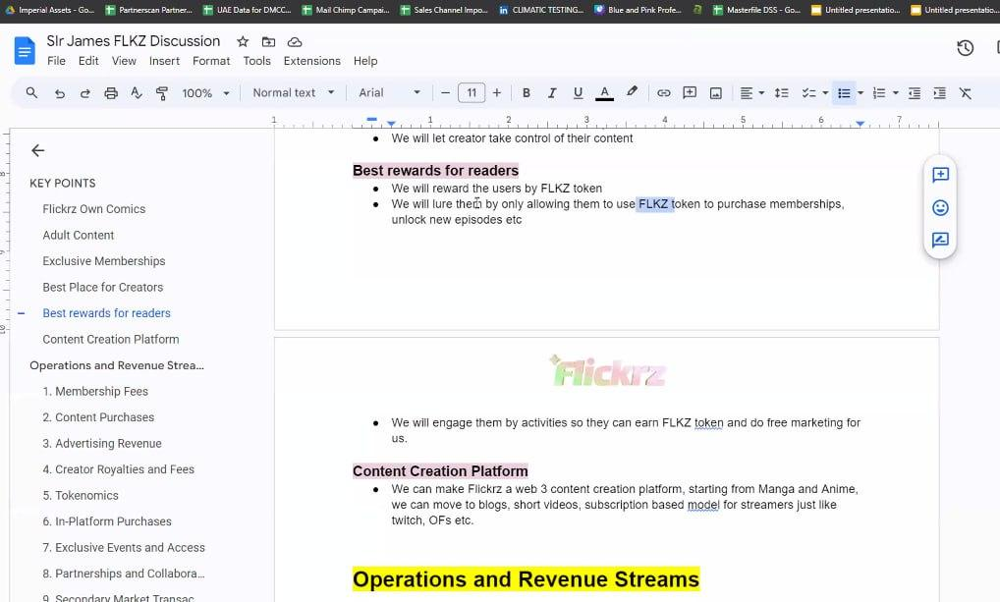 Imperial Assets - Go...
Partnerscan Partner...
UAE Data for DMCC...
Mail Chimp Campai...
Sales Channel Impo...
CLIMATIC TESTING...
Blue and Pink Profe...
Masterfile DSS - Go...
Untitled presentatio...
Untitled presentatio...
SIr James FLKZ Discussion
File Edit View Insert Format Tools Extensions Help
100% Normal text Arial 11 B I U A
1 1 2 3 4 5 6 7
KEY POINTS
Flickrz Own Comics
Adult Content
Exclusive Memberships
Best Place for Creators
Best rewards for readers
Content Creation Platform
Operations and Revenue Strea...
1. Membership Fees
2. Content Purchases
3. Advertising Revenue
4. Creator Royalties and Fees
5. Tokenomics
6. In-Platform Purchases
7. Exclusive Events and Access
8. Partnerships and Collabora...
9. Secondary Market Transac...
● We will let creator take control of their content
Best rewards for readers
● We will reward the users by FLKZ token
● We will lure them by only allowing them to use FLKZ token to purchase memberships,
unlock new episodes etc
Flickrz
● We will engage them by activities so they can earn FLKZ token and do free marketing for
us.
Content Creation Platform
● We can make Flickrz a web 3 content creation platform, starting from Manga and Anime,
we can move to blogs, short videos, subscription based model for streamers just like
twitch, OFs etc.
Operations and Revenue Streams